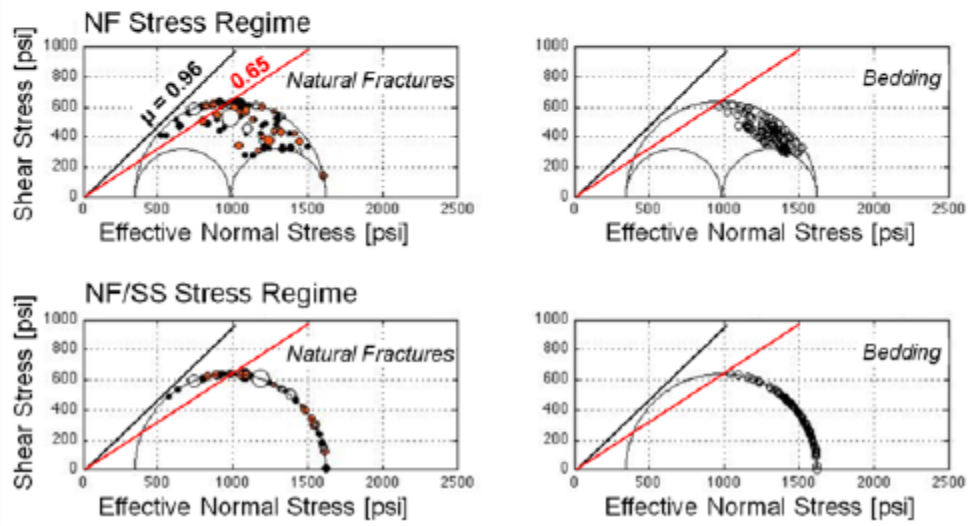 NF Stress Regime
Shear Stress [psi]
1000
800
600
400
200
0
μ = 0.96
0.65
Natural Fractures
0 500 1000 1500 2000 2500
Effective Normal Stress [psi]
1000
800
600
400
200
0
Bedding
0 500 1000 1500 2000 2500
Effective Normal Stress [psi]
NF/SS Stress Regime
Shear Stress [psi]
1000
800
600
400
200
0
Natural Fractures
0 500 1000 1500 2000 2500
Effective Normal Stress [psi]
1000
800
600
400
200
0
Bedding
0 500 1000 1500 2000 2500
Effective Normal Stress [psi]